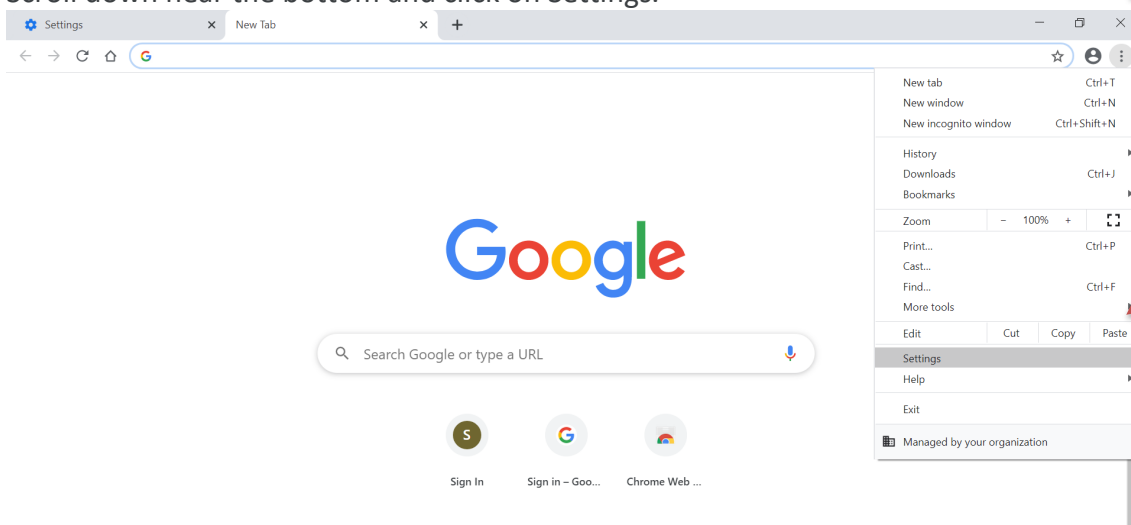 Scroll down near the bottom and click on Settings.
Settings
New Tab
G
New tab Ctrl+T
New window Ctrl+N
New incognito window Ctrl+Shift+N
History
Downloads Ctrl+J
Bookmarks
Zoom - 100% +
Print... Ctrl+P
Cast...
Find... Ctrl+F
More tools
Edit Cut Copy Paste
Settings
Help
Exit
Managed by your organization
Google
Search Google or type a URL
S G
Sign In Sign in – Goo... Chrome Web ...